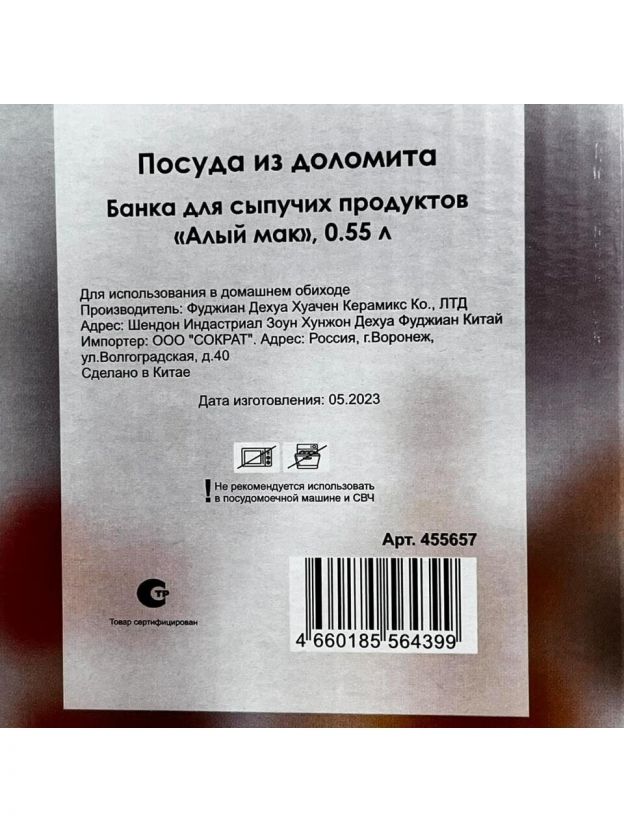 Посуда из доломита
Банка для сыпучих продуктов
«Алый мак», 0.55 л
Для использования в домашнем обиходе
Производитель: Фуджиан Дехуа Хуачен Керамикс Ко., ЛТД
Адрес: Шендон Индастриал Зоун Хунжон Дехуа Фуджиан Китай
Импортер: ООО "СОКРАТ". Адрес: Россия, г.Воронеж,
ул.Волгоградская, д.40
Сделано в Китае
Дата изготовления: 05.2023
! Не рекомендуется использовать
в посудомоечной машине и СВЧ
Арт. 455657
СТР
Товар сертифицирован
4 660185 564399